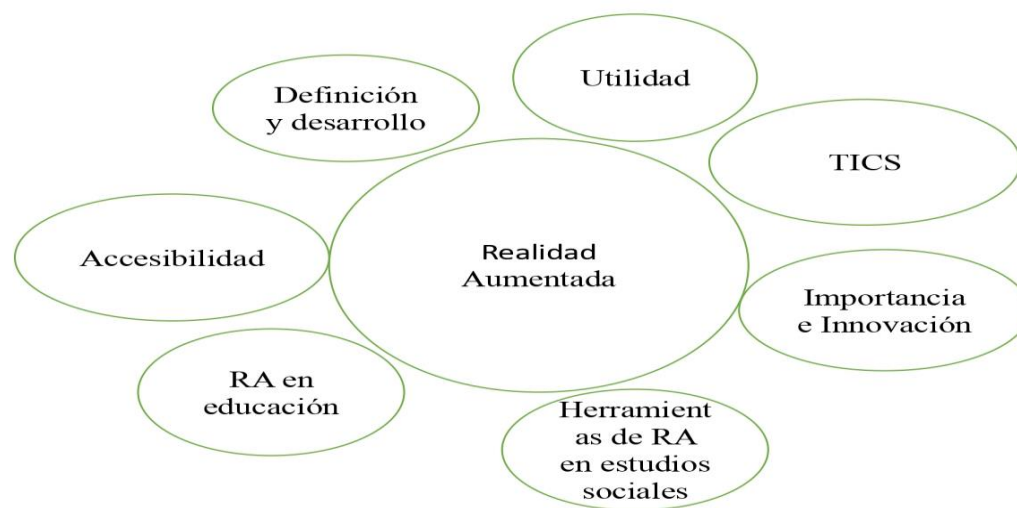 Utilidad
Definición
y desarrollo
TICS
Accesibilidad
Realidad
Aumentada
Importancia
e Innovación
RA en
educación
Herramient
as de RA
en estudios
sociales